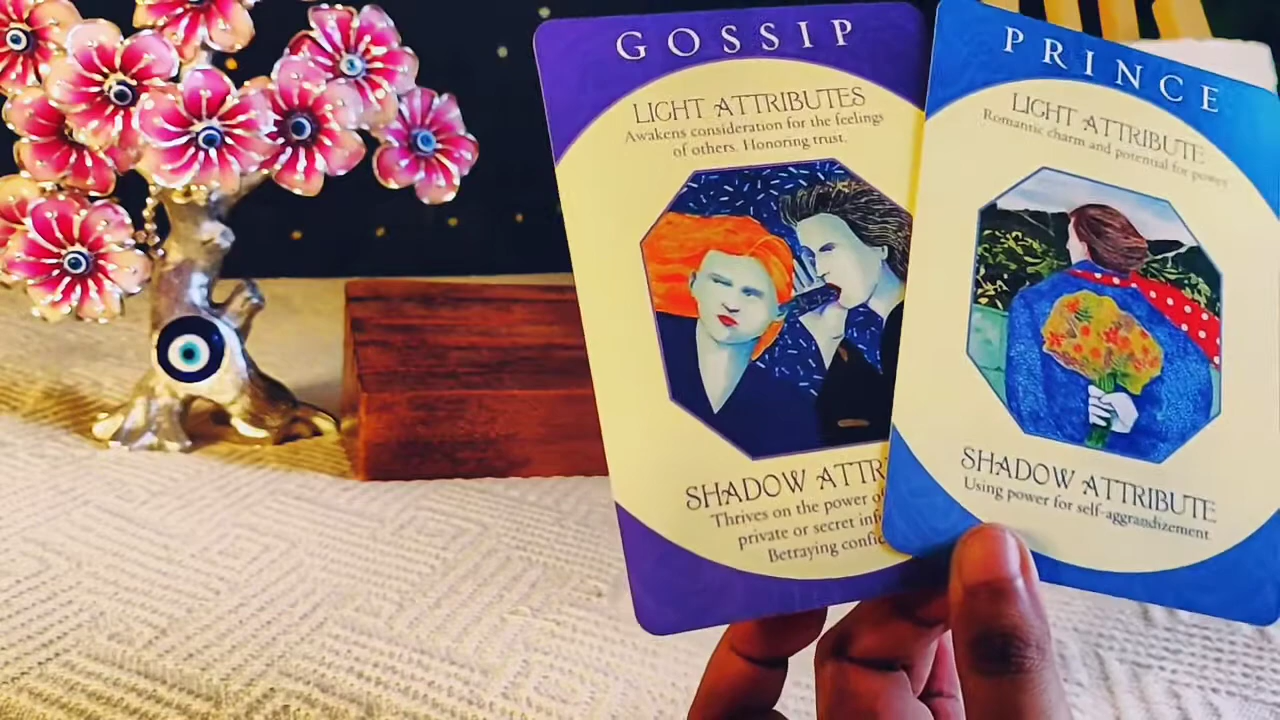 GOSSIP
LIGHT ATTRIBUTES
Awakens consideration for the feelings
of others. Honoring trust.
SHADOW ATTR
Thrives on the power o
private or secret inf
Betraying confic
PRINCE
LIGHT ATTRIBUTE
Romantic charm and potential for power
SHADOW ATTRIBUTE
Using power for self-aggrandizement